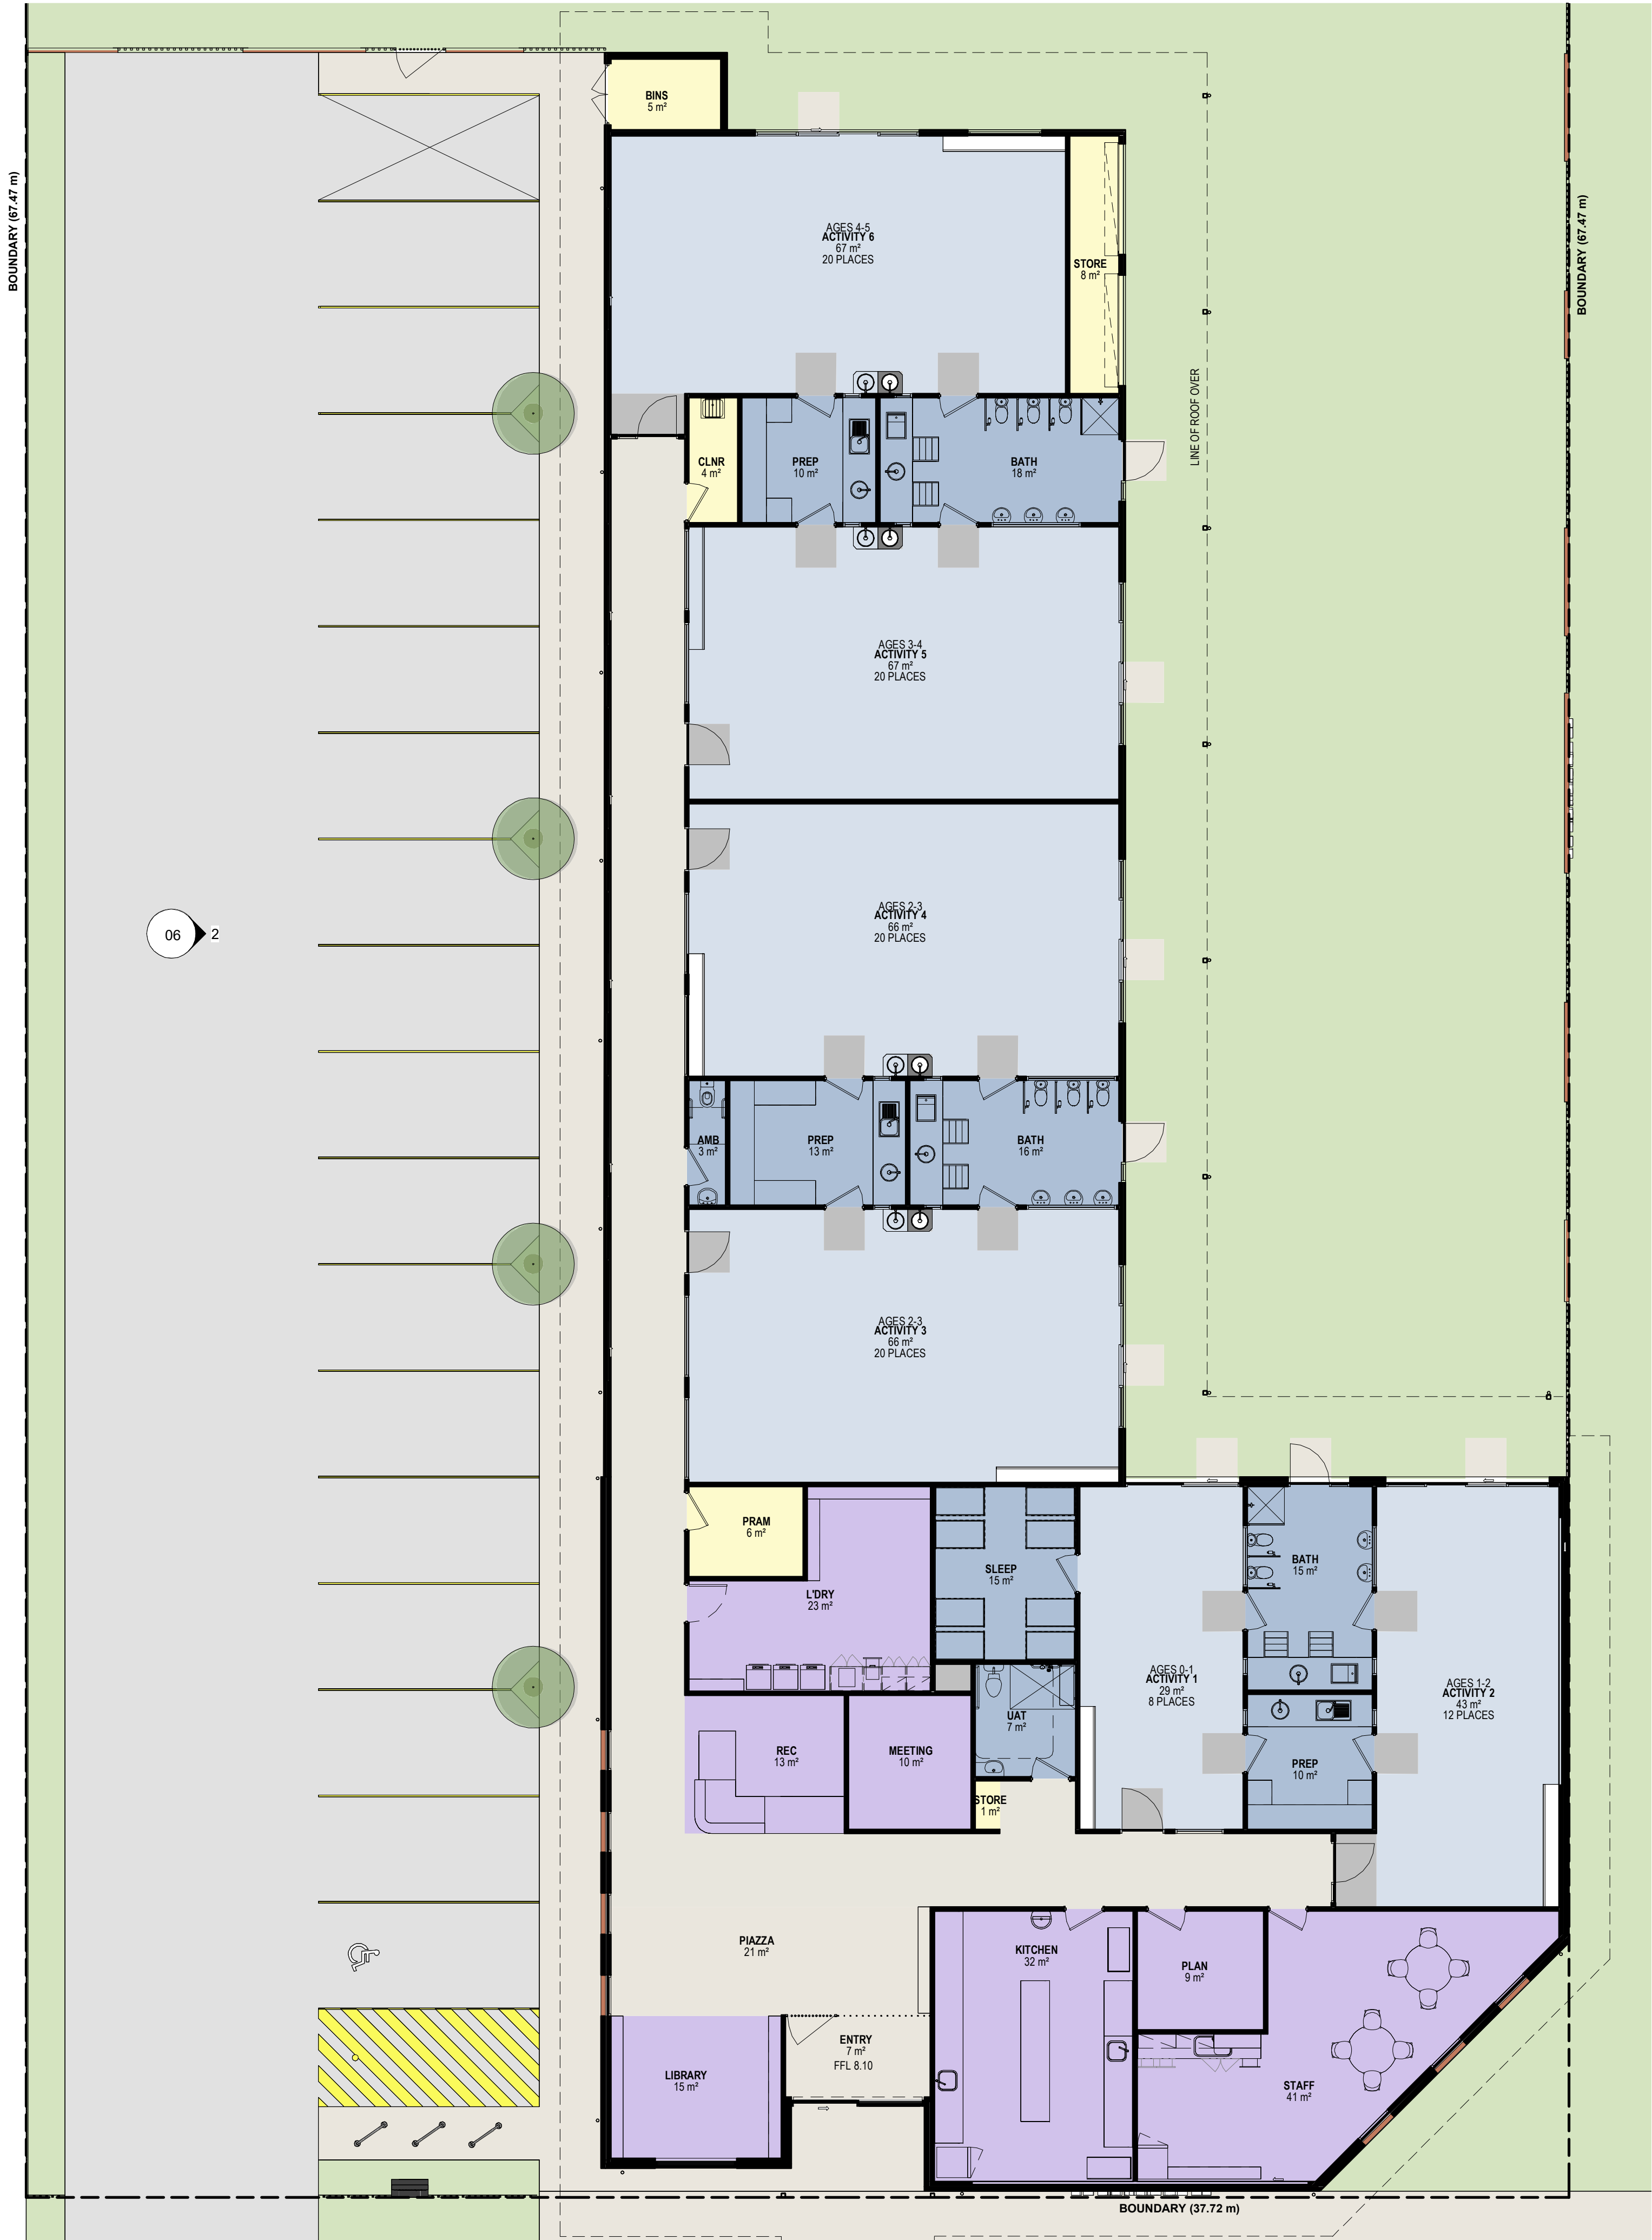 BINS
5 m²
BOUNDARY (67.47 m)
BOUNDARY (67.47 m)
AGES 4-5
ACTIVITY 6
67 m²
20 PLACES
STORE
8 m²
LINE OF ROOF OVER
CLNR
4 m²
PREP
10 m²
BATH
18 m²
AGES 3-4
ACTIVITY 5
67 m²
20 PLACES
AGES 2-3
ACTIVITY 4
66 m²
20 PLACES
06
2
AMB
3 m²
PREP
13 m²
BATH
16 m²
AGES 2-3
ACTIVITY 3
66 m²
20 PLACES
PRAM
6 m²
L'DRY
23 m²
SLEEP
15 m²
BATH
15 m²
AGES 0-1
ACTIVITY 1
29 m²
8 PLACES
AGES 1-2
ACTIVITY 2
43 m²
12 PLACES
UAT
7 m²
REC
13 m²
MEETING
10 m²
PREP
10 m²
STORE
1 m²
PIAZZA
21 m²
KITCHEN
32 m²
PLAN
9 m²
ENTRY
7 m²
FFL 8.10
LIBRARY
15 m²
STAFF
41 m²
BOUNDARY (37.72 m)